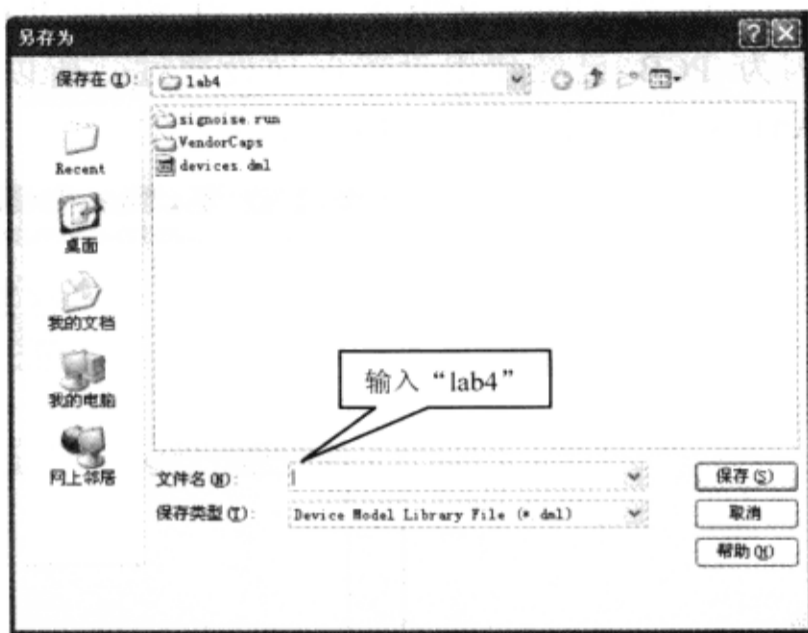 另存为
保存在(I):
lab4
signoise.run
VendorCaps
devices.dml
Recent
桌面
我的文档
我的电脑
网上邻居
输入“lab4”
文件名(N):
保存(S)
保存类型(T):
Device Model Library File (*.dml)
取消
帮助(H)